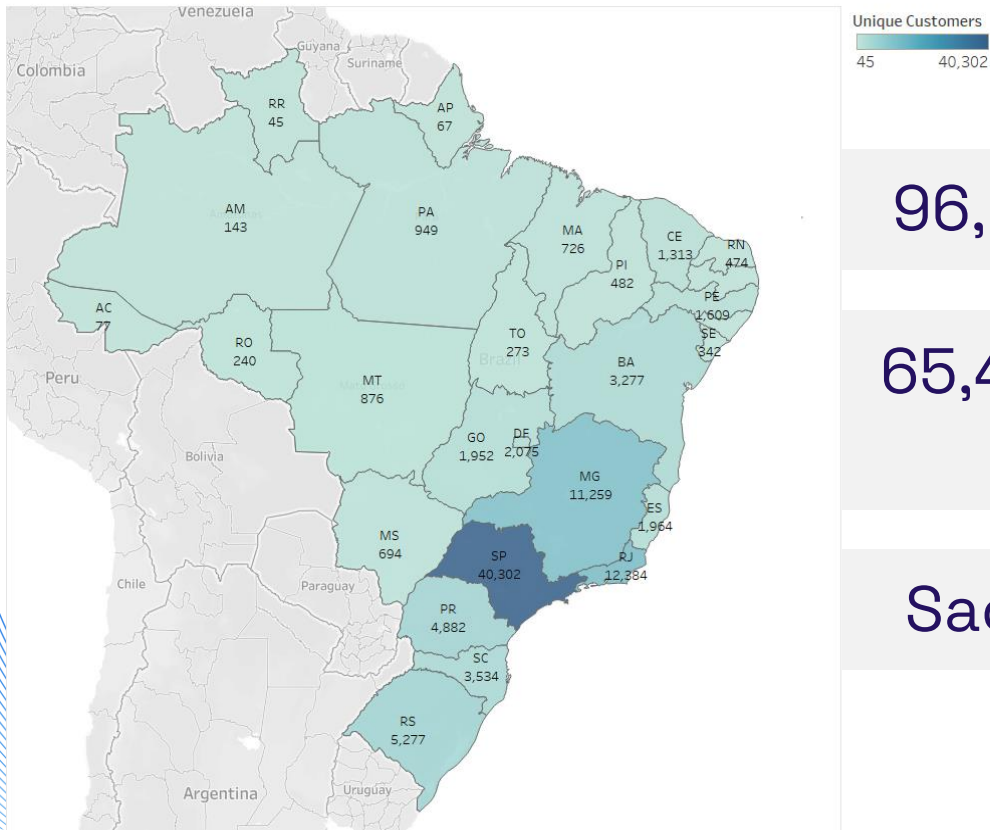 Venezuela
Guyana
Suriname
Colombia
RR
45
AP
67
AM
143
PA
949
MA
726
CE
1,313
RN
474
PI
482
PE
1,609
SE
342
AC
77
RO
240
TO
273
Brazil
BA
3,277
Peru
MT
876
GO
1,952
DE
2,075
Bolivia
MG
11,259
ES
1,964
MS
694
SP
40,302
RJ
12,384
Chile
Paraguay
PR
4,882
SC
3,534
RS
5,277
Argentina
Uruguay
Unique Customers
45 40,302
96,
65,4
Sao